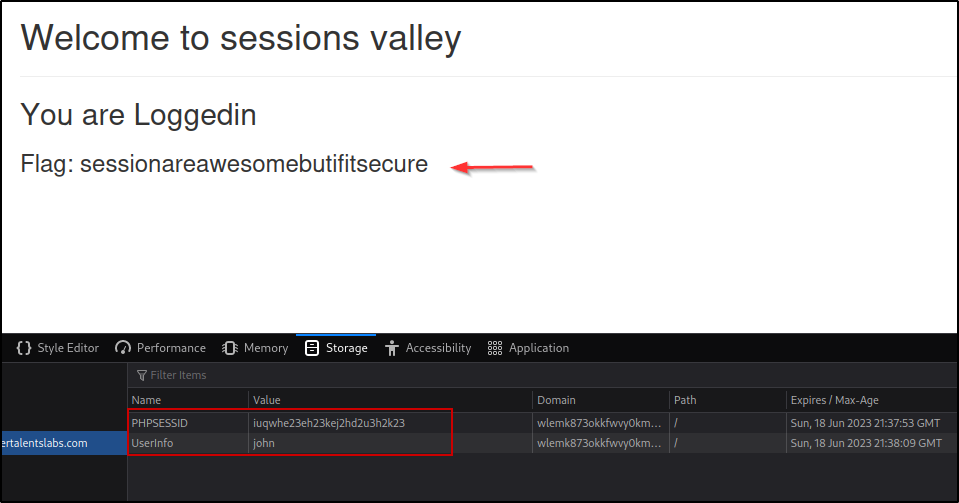 Welcome to sessions valley
You are Loggedin
Flag: sessionareawesomebutifitsecure
{} Style Editor Performance Memory Storage Accessibility Application
Filter Items
Name Value Domain Path Expires / Max-Age
PHPSESSID iuqwhe23eh23kej2hd2u3h2k23 wlemk873okkfwvy0km... / Sun, 18 Jun 2023 21:37:53 GMT
ertalentslabs.com UserInfo john wlemk873okkfwvy0km... / Sun, 18 Jun 2023 21:38:09 GMT